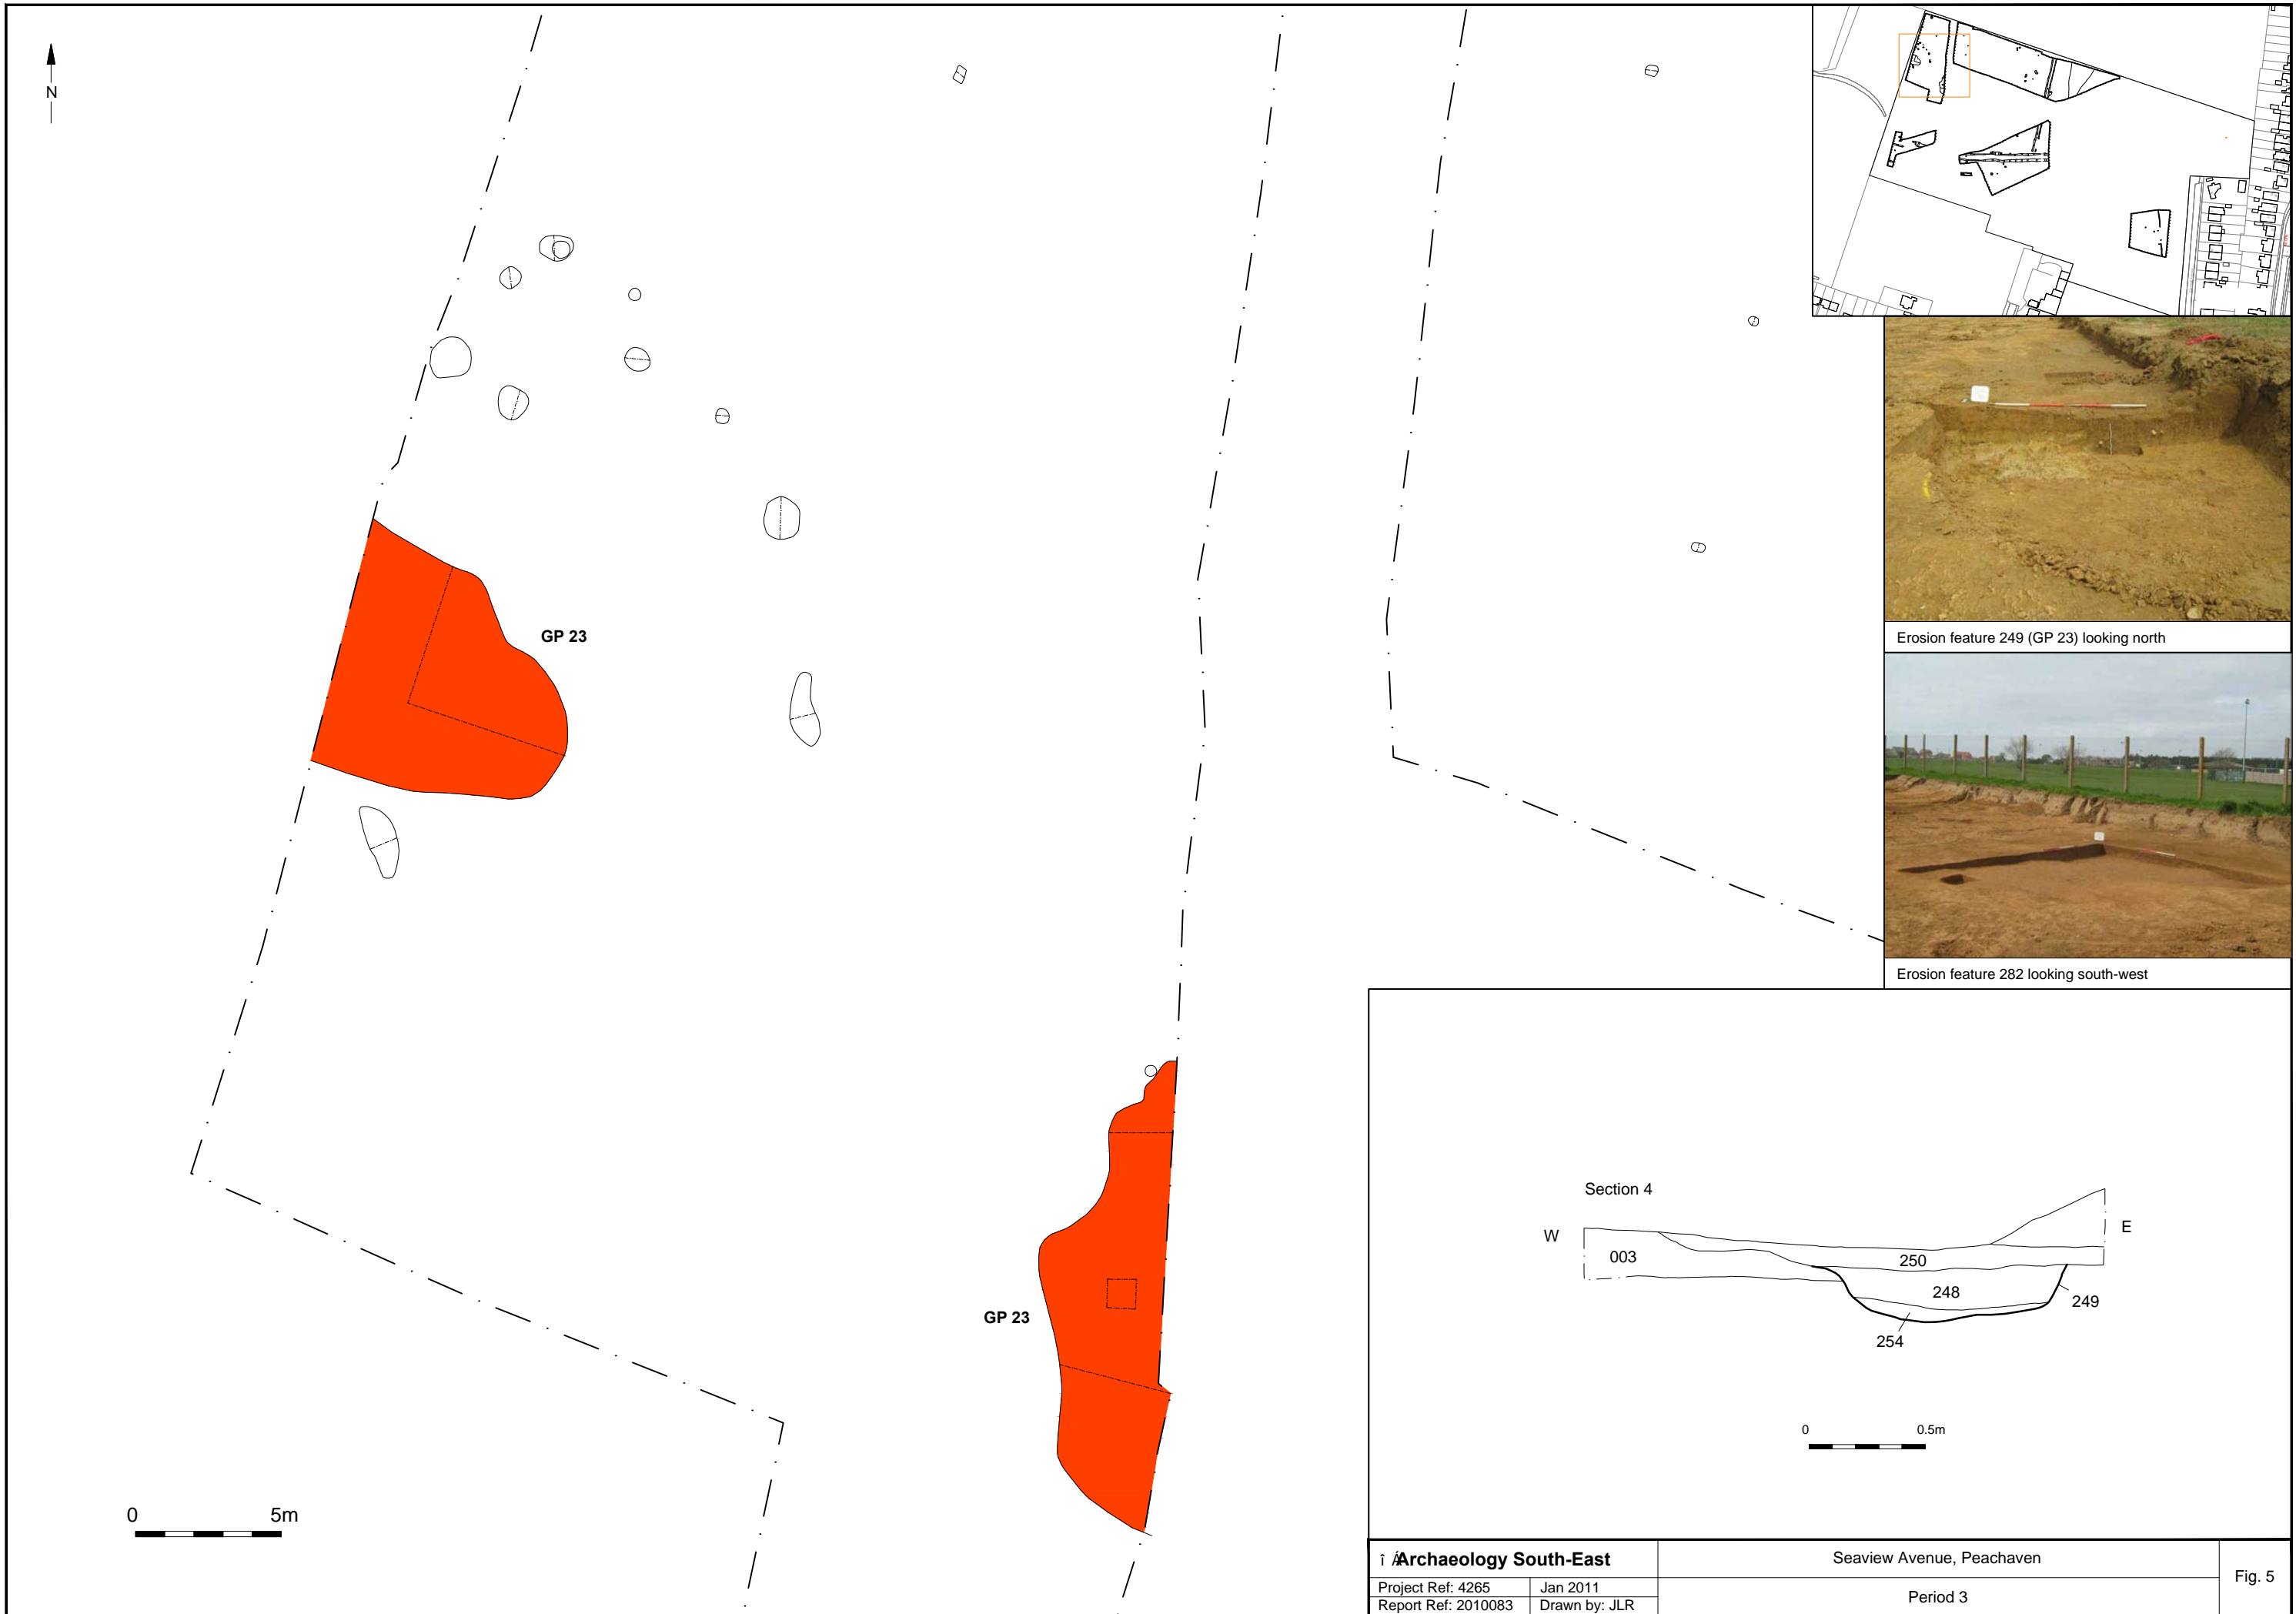 N
GP 23
GP 23
0 5m
Erosion feature 249 (GP 23) looking north
Erosion feature 282 looking south-west
Section 4
W
E
003
250
248
249
254
0 0.5m
Archaeology South-East
Project Ref: 4265 Jan 2011
Report Ref: 2010083 Drawn by: JLR
Seaview Avenue, Peachaven
Period 3
Fig. 5